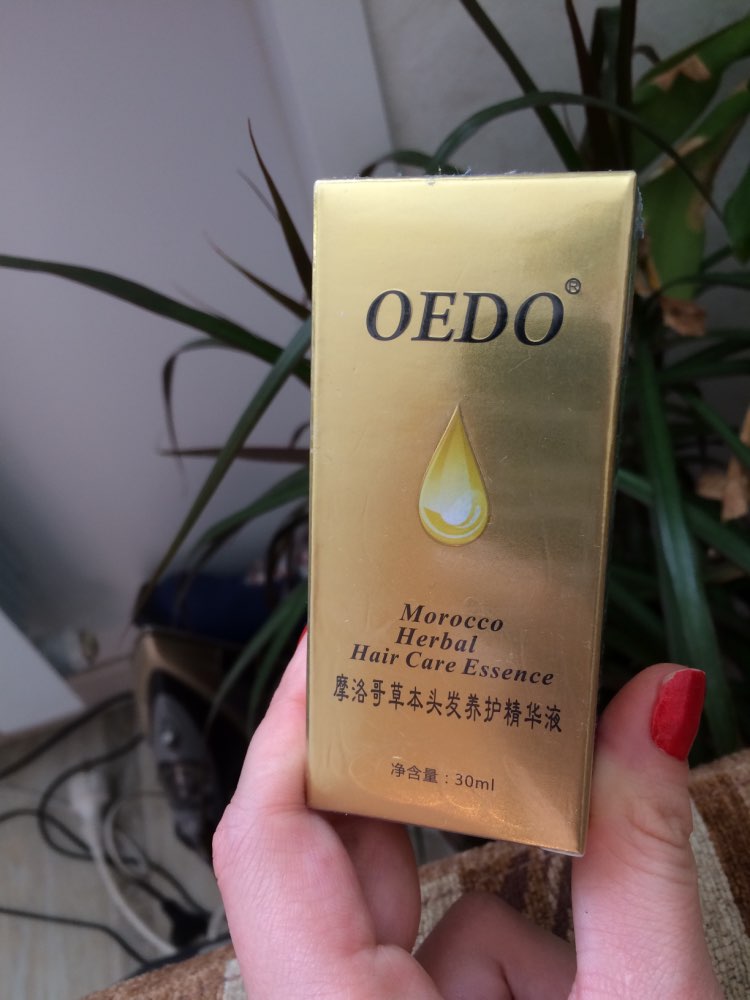 OEDO®
Morocco
Herbal
Hair Care Essence
摩洛哥草本头发养护精华液
净含量：30ml